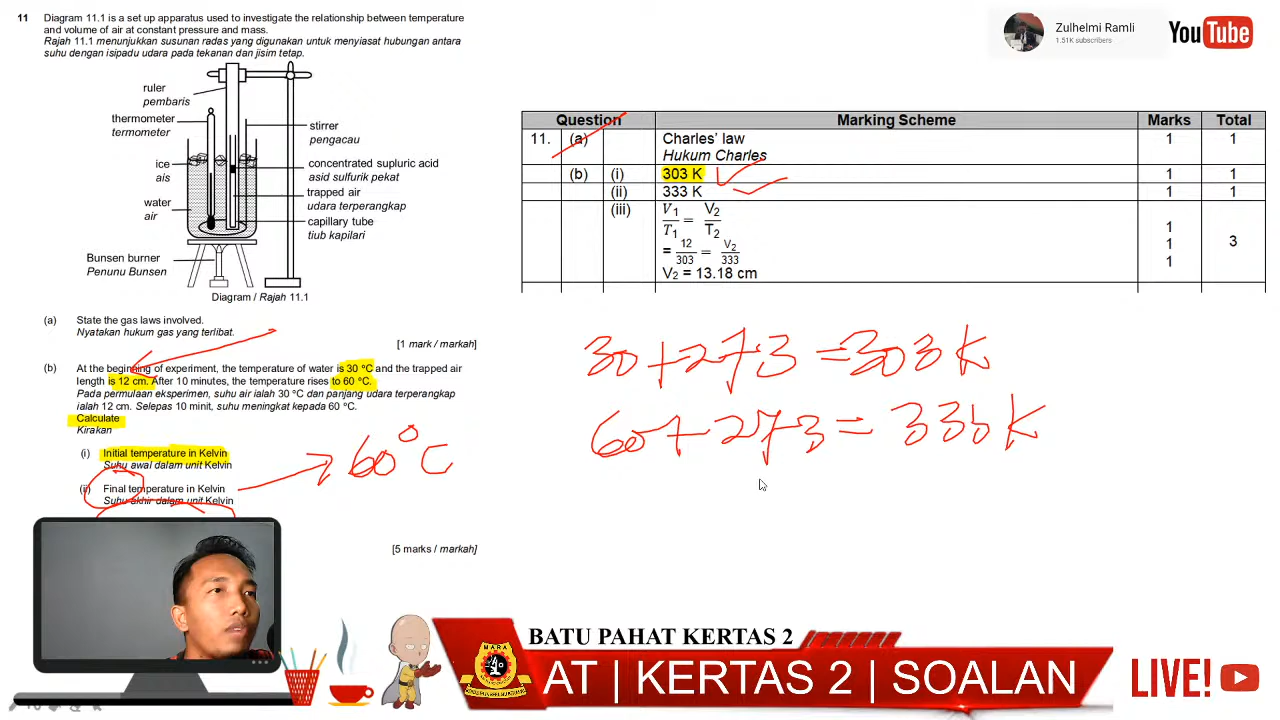 11 Diagram 11.1 is a set up apparatus used to investigate the relationship between temperature
and volume of air at constant pressure and mass.
Rajah 11.1 menunjukkan susunan radas yang digunakan untuk menyiasat hubungan antara
suhu dengan isipadu udara pada tekanan dan jisim tetap.
ruler
pembaris
thermometer
termometer
ice
ais
water
air
Bunsen burner
Penunu Bunsen
stirrer
pengacau
concentrated supluric acid
asid sulfurik pekat
trapped air
udara terperangkap
capillary tube
tiub kapilari
Diagram / Rajah 11.1
(a) State the gas laws involved.
Nyatakan hukum gas yang terlibat.
[1 mark / markah]
(b) At the beginning of experiment, the temperature of water is 30 °C and the trapped air
length is 12 cm. After 10 minutes, the temperature rises to 60 °C.
Pada permulaan eksperimen, suhu air ialah 30 °C dan panjang udara terperangkap
ialah 12 cm. Selepas 10 minit, suhu meningkat kepada 60 °C.
Calculate
Kirakan
(i) Initial temperature in Kelvin
Suhu awal dalam unit Kelvin
(ii) Final temperature in Kelvin
Suhu akhir dalam unit Kelvin
60°C
[5 marks / markah]
Zulhelmi Ramli
1.51K subscribers
YouTube
Question Marking Scheme Marks Total
11. (a) Charles' law 1 1
Hukum Charles
(b) (i) 303 K 1 1
(ii) 333 K 1 1
(iii) V1/T1 = V2/T2 1
= 12/303 = V2/333 1 3
V2 = 13.18 cm 1
30+273=303K
60+273=333K
BATU PAHAT KERTAS 2
MARA
AT | KERTAS 2 | SOALAN
LIVE!